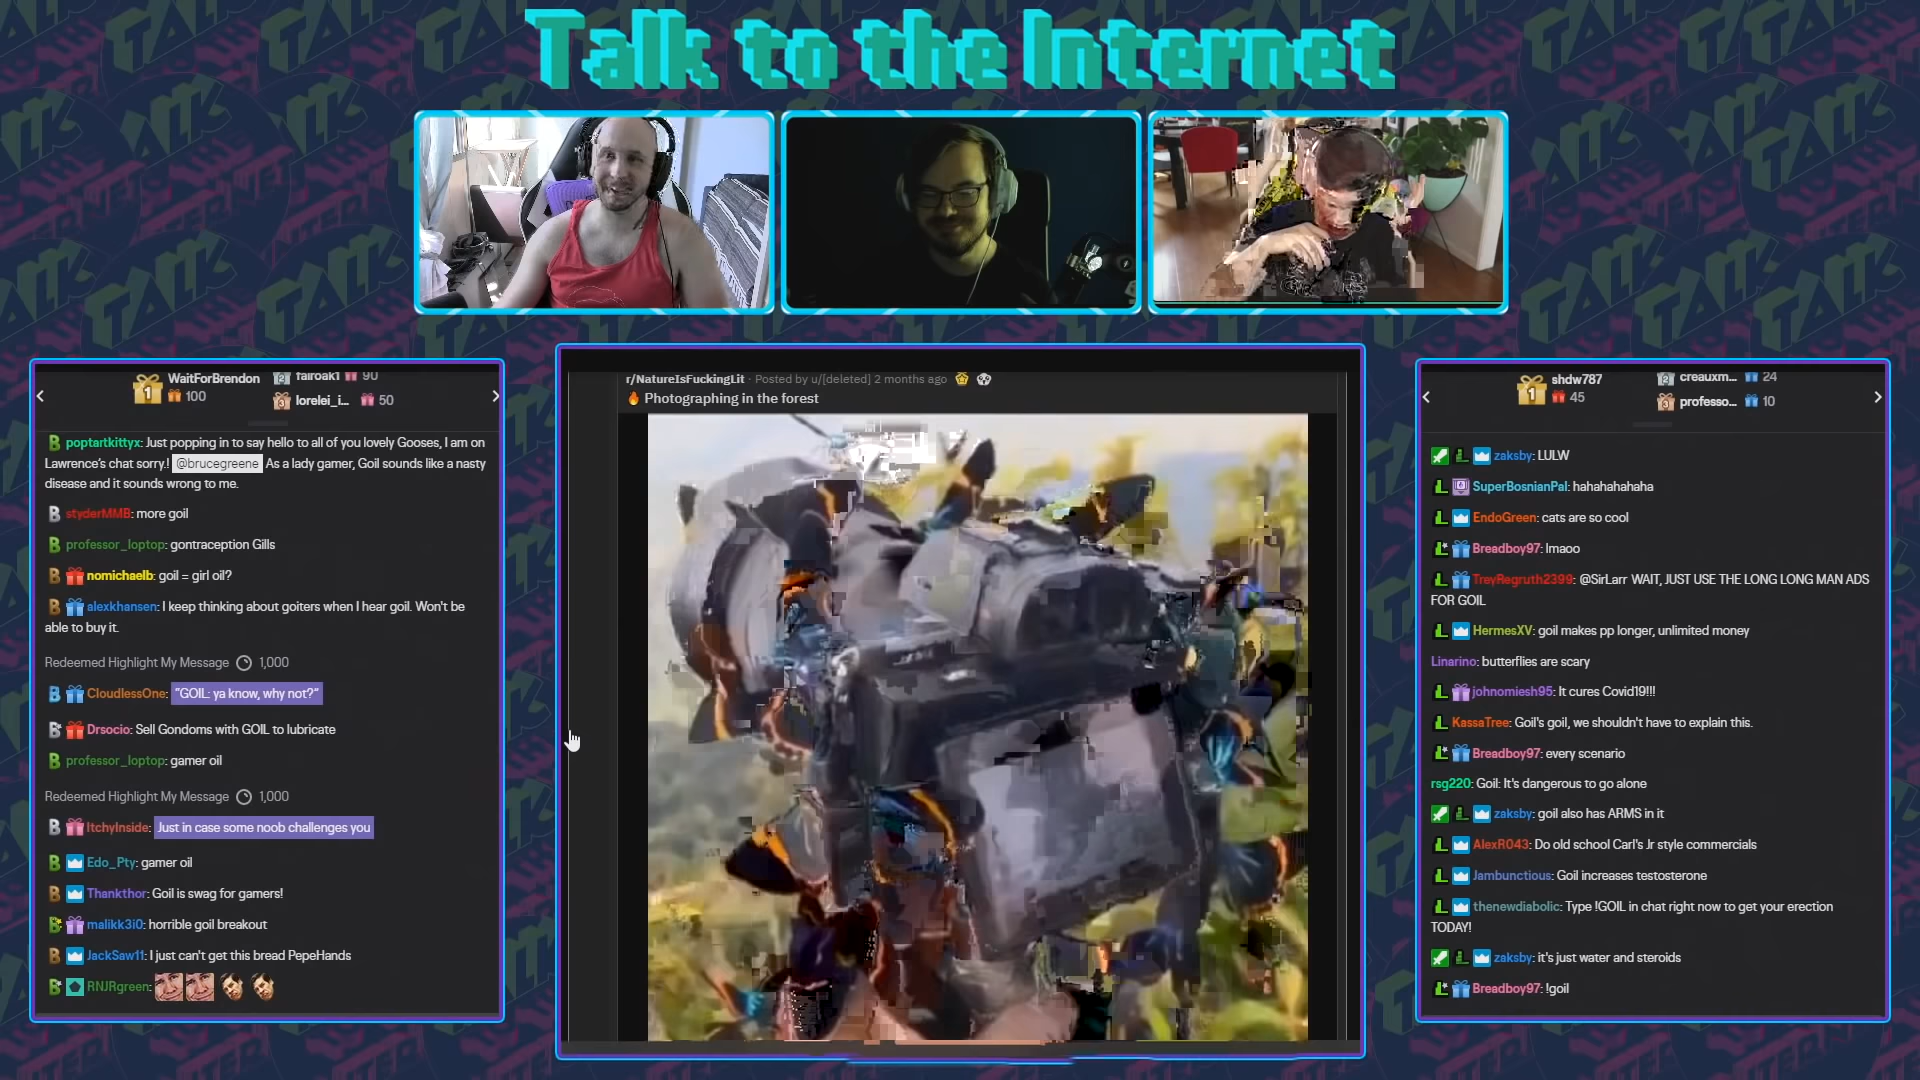 Talk to the Internet
WaitForBrendon
100
fairoak1 90
lorelei_i... 50
poptartkittyx: Just popping in to say hello to all of you lovely Gooses, I am on
Lawrence's chat sorry.! @brucegreene As a lady gamer, Goil sounds like a nasty
disease and it sounds wrong to me.
styderMMB: more goil
professor_loptop: gontraception Gills
nomichaelb: goil = girl oil?
alexkhansen: I keep thinking about goiters when I hear goil. Won't be
able to buy it.
Redeemed Highlight My Message 1,000
CloudlessOne: "GOIL: ya know, why not?"
Drsocio: Sell Gondoms with GOIL to lubricate
professor_loptop: gamer oil
Redeemed Highlight My Message 1,000
ItchyInside: Just in case some noob challenges you
Edo_Pty: gamer oil
Thankthor: Goil is swag for gamers!
malikk3i0: horrible goil breakout
JackSaw11: I just can't get this bread PepeHands
RNJRgreen:
r/NatureIsFuckingLit · Posted by u/[deleted] 2 months ago
🔥 Photographing in the forest
shdw787
45
creauxm... 24
professo... 10
zaksby: LULW
SuperBosnianPal: hahahahahaha
EndoGreen: cats are so cool
Breadboy97: lmaoo
TreyRegruth2399: @SirLarr WAIT, JUST USE THE LONG LONG MAN ADS
FOR GOIL
HermesXV: goil makes pp longer, unlimited money
Linarino: butterflies are scary
johnomiesh95: It cures Covid19!!!
KassaTree: Goil's goil, we shouldn't have to explain this.
Breadboy97: every scenario
rsg220: Goil: It's dangerous to go alone
zaksby: goil also has ARMS in it
AlexR043: Do old school Carl's Jr style commercials
Jambunctious: Goil increases testosterone
thenewdiabolic: Type !GOIL in chat right now to get your erection
TODAY!
zaksby: it's just water and steroids
Breadboy97: !goil